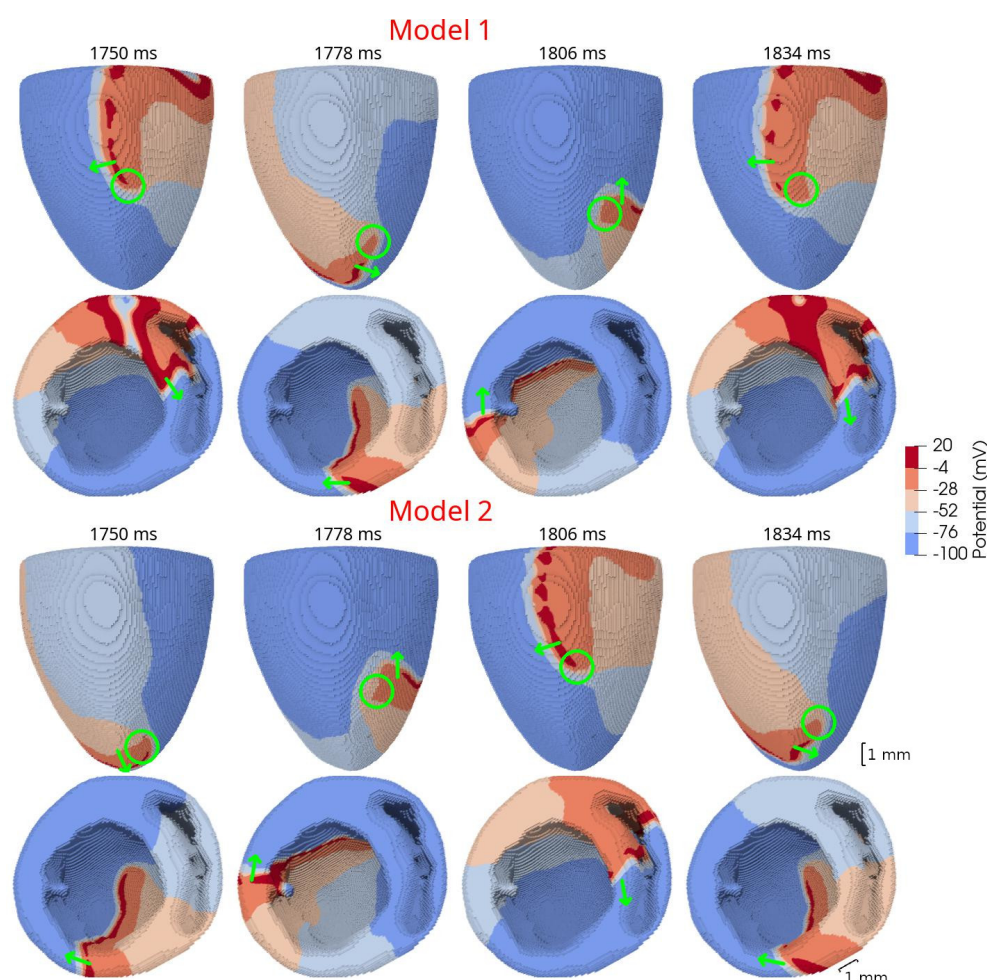 Model 1
1750 ms 1778 ms 1806 ms 1834 ms
20
-4
-28
-52
-76
-100
Potential (mV)
Model 2
1750 ms 1778 ms 1806 ms 1834 ms
1 mm
1 mm